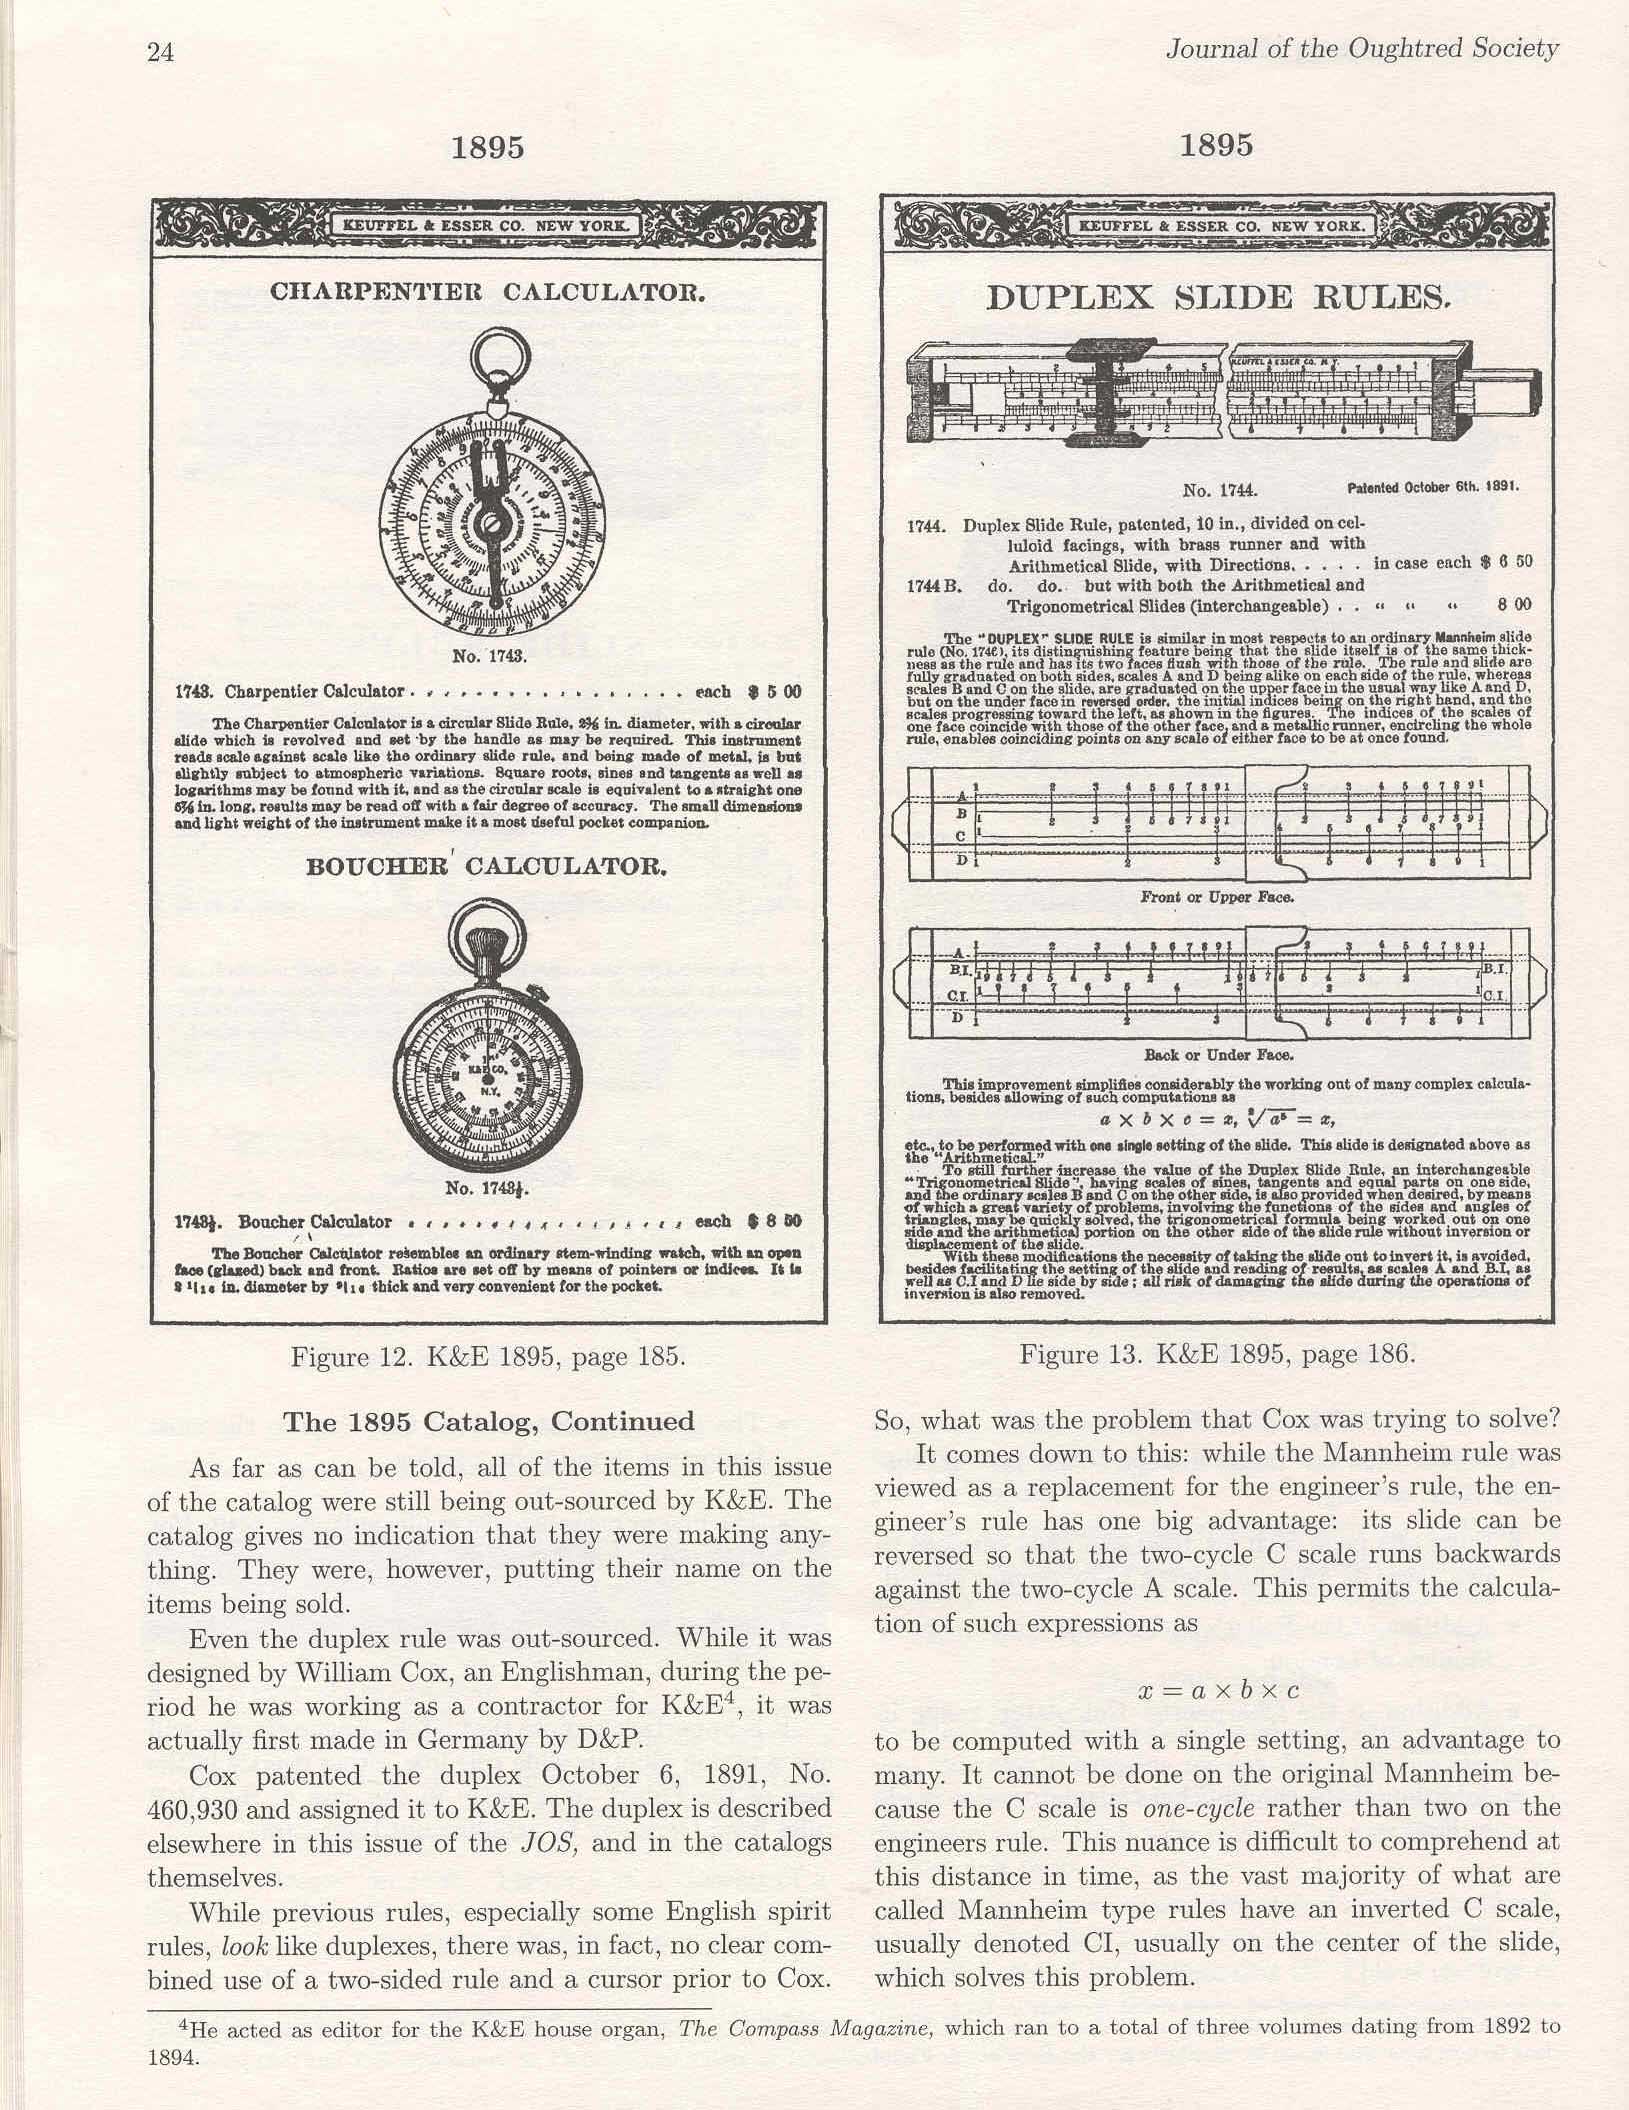 24
Journal of the Oughtred Society
1895
KEUFFEL & ESSER CO. NEW YORK.
CHARPENTIER CALCULATOR.
No. 1743.
1743. Charpentier Calculator . . . . . . . . . . . . . . . . . . each $ 5 00
The Charpentier Calculator is a circular Slide Rule, 2⅜ in. diameter, with a circular
slide which is revolved and set by the handle as may be required. This instrument
reads scale against scale like the ordinary slide rule, and being made of metal, is but
slightly subject to atmospheric variations. Square roots, sines and tangents as well as
logarithms may be found with it, and as the circular scale is equivalent to a straight one
in. long, results may be read off with a fair degree of accuracy. The small dimensions
and light weight of the instrument make it a most useful pocket companion.
BOUCHER CALCULATOR.
K&E CO.
N.Y.
No. 1743½.
1743½. Boucher Calculator . . . . . . . . . . . . . . . . . each $ 8 50
The Boucher Calculator resembles an ordinary stem-winding watch, with an open
face (glazed) back and front. Ratios are set off by means of pointers or indices. It is
2 1/16 in. diameter by 9/16 thick and very convenient for the pocket.
Figure 12. K&E 1895, page 185.
The 1895 Catalog, Continued
As far as can be told, all of the items in this issue
of the catalog were still being out-sourced by K&E. The
catalog gives no indication that they were making any-
thing. They were, however, putting their name on the
items being sold.
Even the duplex rule was out-sourced. While it was
designed by William Cox, an Englishman, during the pe-
riod he was working as a contractor for K&E⁴, it was
actually first made in Germany by D&P.
Cox patented the duplex October 6, 1891, No.
460,930 and assigned it to K&E. The duplex is described
elsewhere in this issue of the JOS, and in the catalogs
themselves.
While previous rules, especially some English spirit
rules, look like duplexes, there was, in fact, no clear com-
bined use of a two-sided rule and a cursor prior to Cox.
1895
KEUFFEL & ESSER CO. NEW YORK.
DUPLEX SLIDE RULES.
KEUFFEL & ESSER CO. N.Y.
No. 1744. Patented October 6th. 1891.
1744. Duplex Slide Rule, patented, 10 in., divided on cel-
luloid facings, with brass runner and with
Arithmetical Slide, with Directions. . . . . in case each $ 6 50
1744 B. do. do. but with both the Arithmetical and
Trigonometrical Slides (interchangeable) . . “ “ “ 8 00
The “DUPLEX” SLIDE RULE is similar in most respects to an ordinary Mannheim slide
rule (No. 1746), its distinguishing feature being that the slide itself is of the same thick-
ness as the rule and has its two faces flush with those of the rule. The rule and slide are
fully graduated on both sides, scales A and D being alike on each side of the rule, whereas
scales B and C on the slide, are graduated on the upper face in the usual way like A and D,
but on the under face in reversed order, the initial indices being on the right hand, and the
scales progressing toward the left, as shown in the figures. The indices of the scales of
one face coincide with those of the other face, and a metallic runner, encircling the whole
rule, enables coinciding points on any scale of either face to be at once found.
A
B
C
D
Front or Upper Face.
A
B.I. B.I.
C.I. C.I.
D
Back or Under Face.
This improvement simplifies considerably the working out of many complex calcula-
tions, besides allowing of such computations as
a × b × c = x, ∛a⁵ = x,
etc., to be performed with one single setting of the slide. This slide is designated above as
the “Arithmetical.”
To still further increase the value of the Duplex Slide Rule, an interchangeable
“Trigonometrical Slide”, having scales of sines, tangents and equal parts on one side,
and the ordinary scales B and C on the other side, is also provided when desired, by means
of which a great variety of problems, involving the functions of the sides and angles of
triangles, may be quickly solved, the trigonometrical formula being worked out on one
side and the arithmetical portion on the other side of the slide rule without inversion or
displacement of the slide.
With these modifications the necessity of taking the slide out to invert it, is avoided,
besides facilitating the setting of the slide and reading of results, as scales A and B.I, as
well as C.I and D lie side by side; all risk of damaging the slide during the operations of
inversion is also removed.
Figure 13. K&E 1895, page 186.
So, what was the problem that Cox was trying to solve?
It comes down to this: while the Mannheim rule was
viewed as a replacement for the engineer’s rule, the en-
gineer’s rule has one big advantage: its slide can be
reversed so that the two-cycle C scale runs backwards
against the two-cycle A scale. This permits the calcula-
tion of such expressions as
x = a × b × c
to be computed with a single setting, an advantage to
many. It cannot be done on the original Mannheim be-
cause the C scale is one-cycle rather than two on the
engineers rule. This nuance is difficult to comprehend at
this distance in time, as the vast majority of what are
called Mannheim type rules have an inverted C scale,
usually denoted CI, usually on the center of the slide,
which solves this problem.
⁴He acted as editor for the K&E house organ, The Compass Magazine, which ran to a total of three volumes dating from 1892 to
1894.